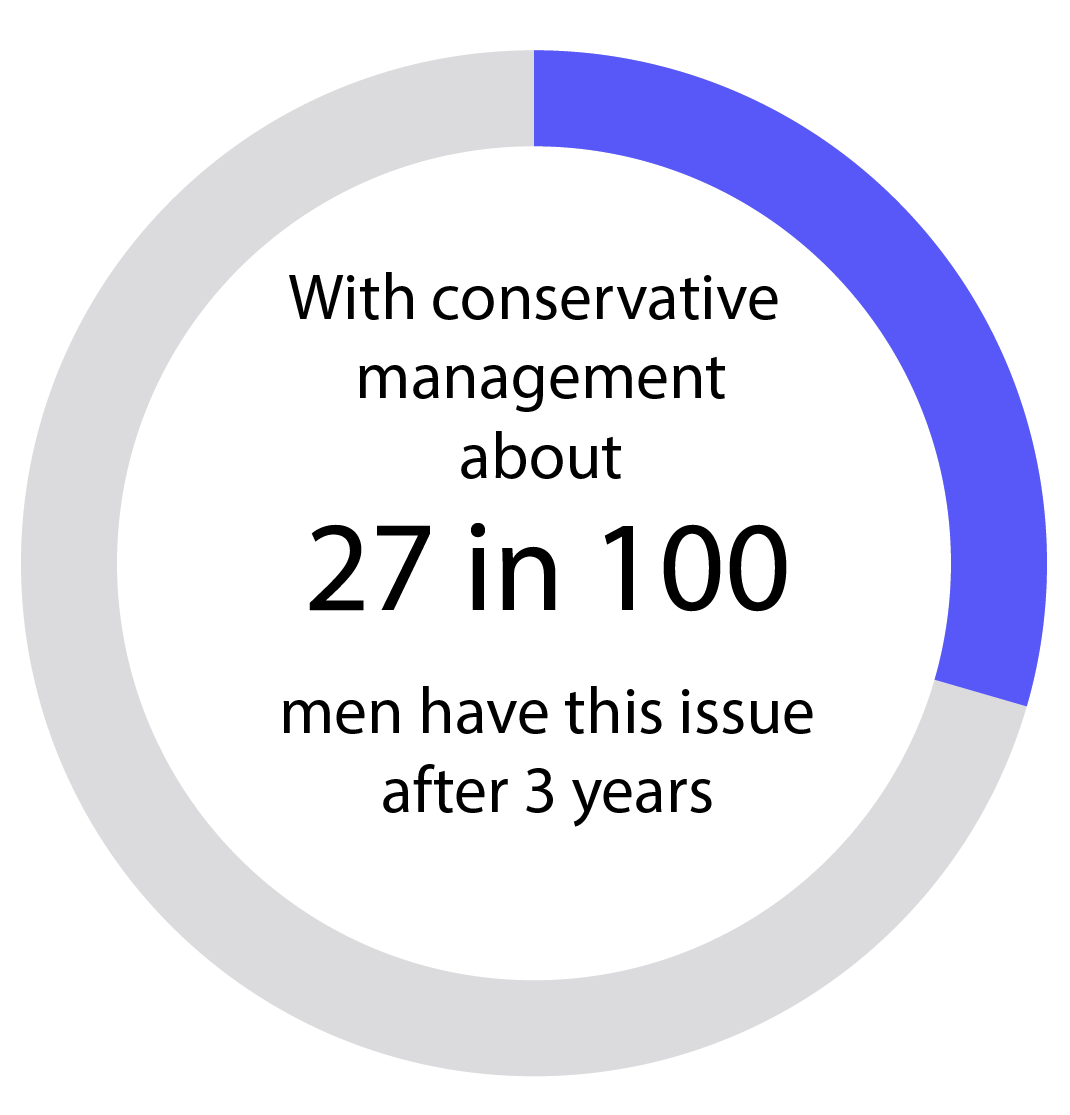 With conservative
management
about
27 in 100
men have this issue
after 3 years